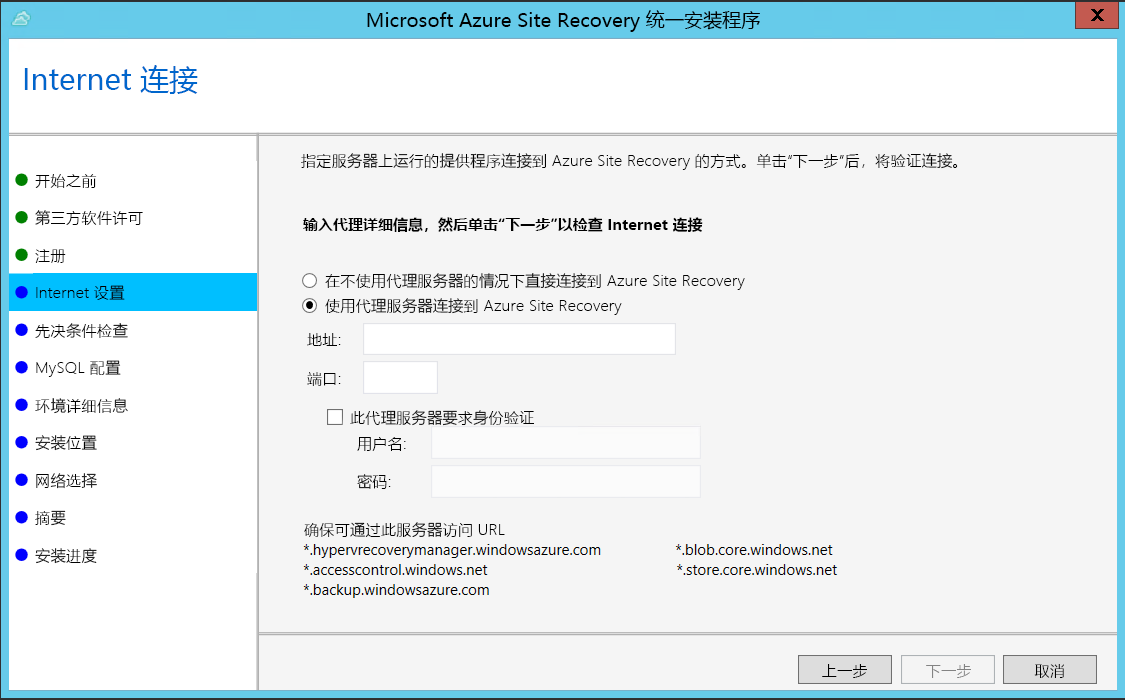 Microsoft Azure Site Recovery 统一安装程序
X
Internet 连接
开始之前
第三方软件许可
注册
Internet 设置
先决条件检查
MySQL 配置
环境详细信息
安装位置
网络选择
摘要
安装进度
指定服务器上运行的提供程序连接到 Azure Site Recovery 的方式。单击“下一步”后，将验证连接。
输入代理详细信息，然后单击“下一步”以检查 Internet 连接
在不使用代理服务器的情况下直接连接到 Azure Site Recovery
使用代理服务器连接到 Azure Site Recovery
地址:
端口:
此代理服务器要求身份验证
用户名:
密码:
确保可通过此服务器访问 URL
*.hypervrecoverymanager.windowsazure.com *.blob.core.windows.net
*.accesscontrol.windows.net *.store.core.windows.net
*.backup.windowsazure.com
上一步 下一步 取消